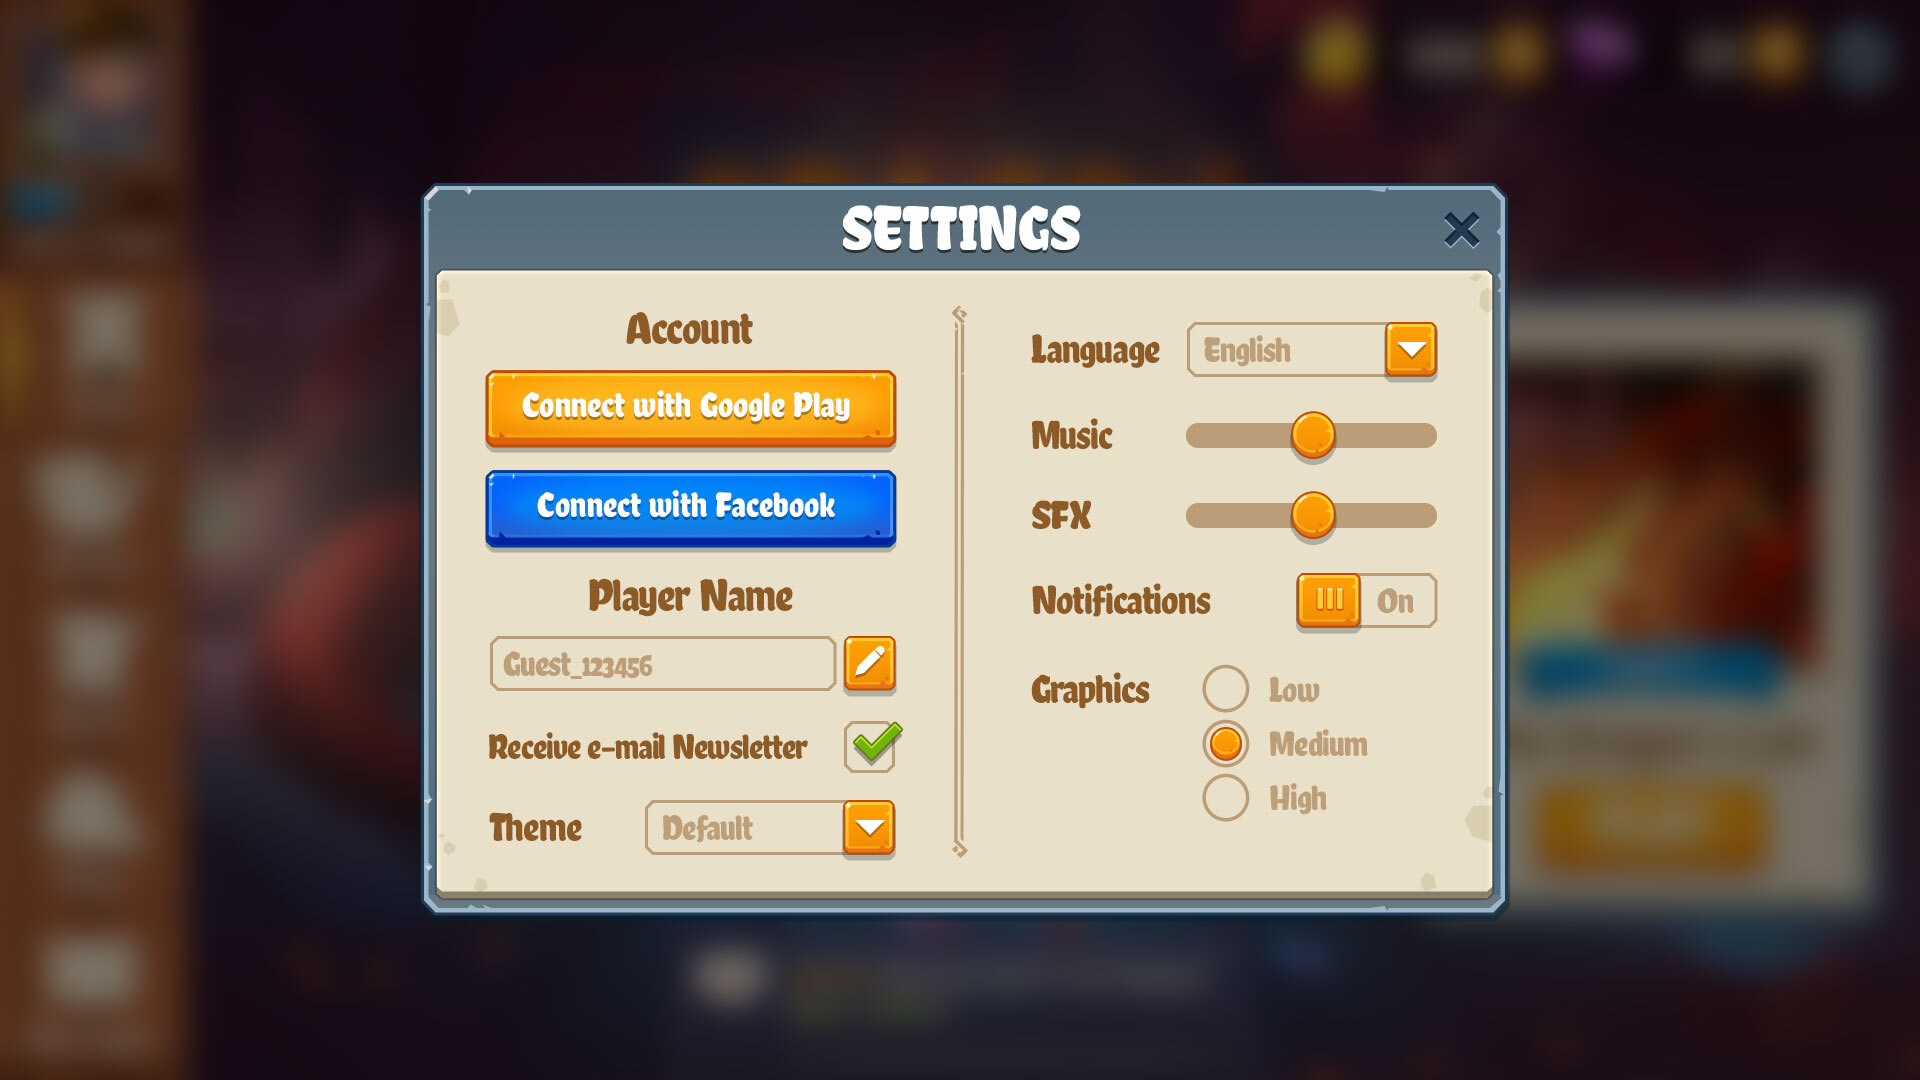 SETTINGS
Account
Connect with Google Play
Connect with Facebook
Player Name
Guest_123456
Receive e-mail Newsletter
Theme Default
Language English
Music
SFX
Notifications On
Graphics Low
Medium
High